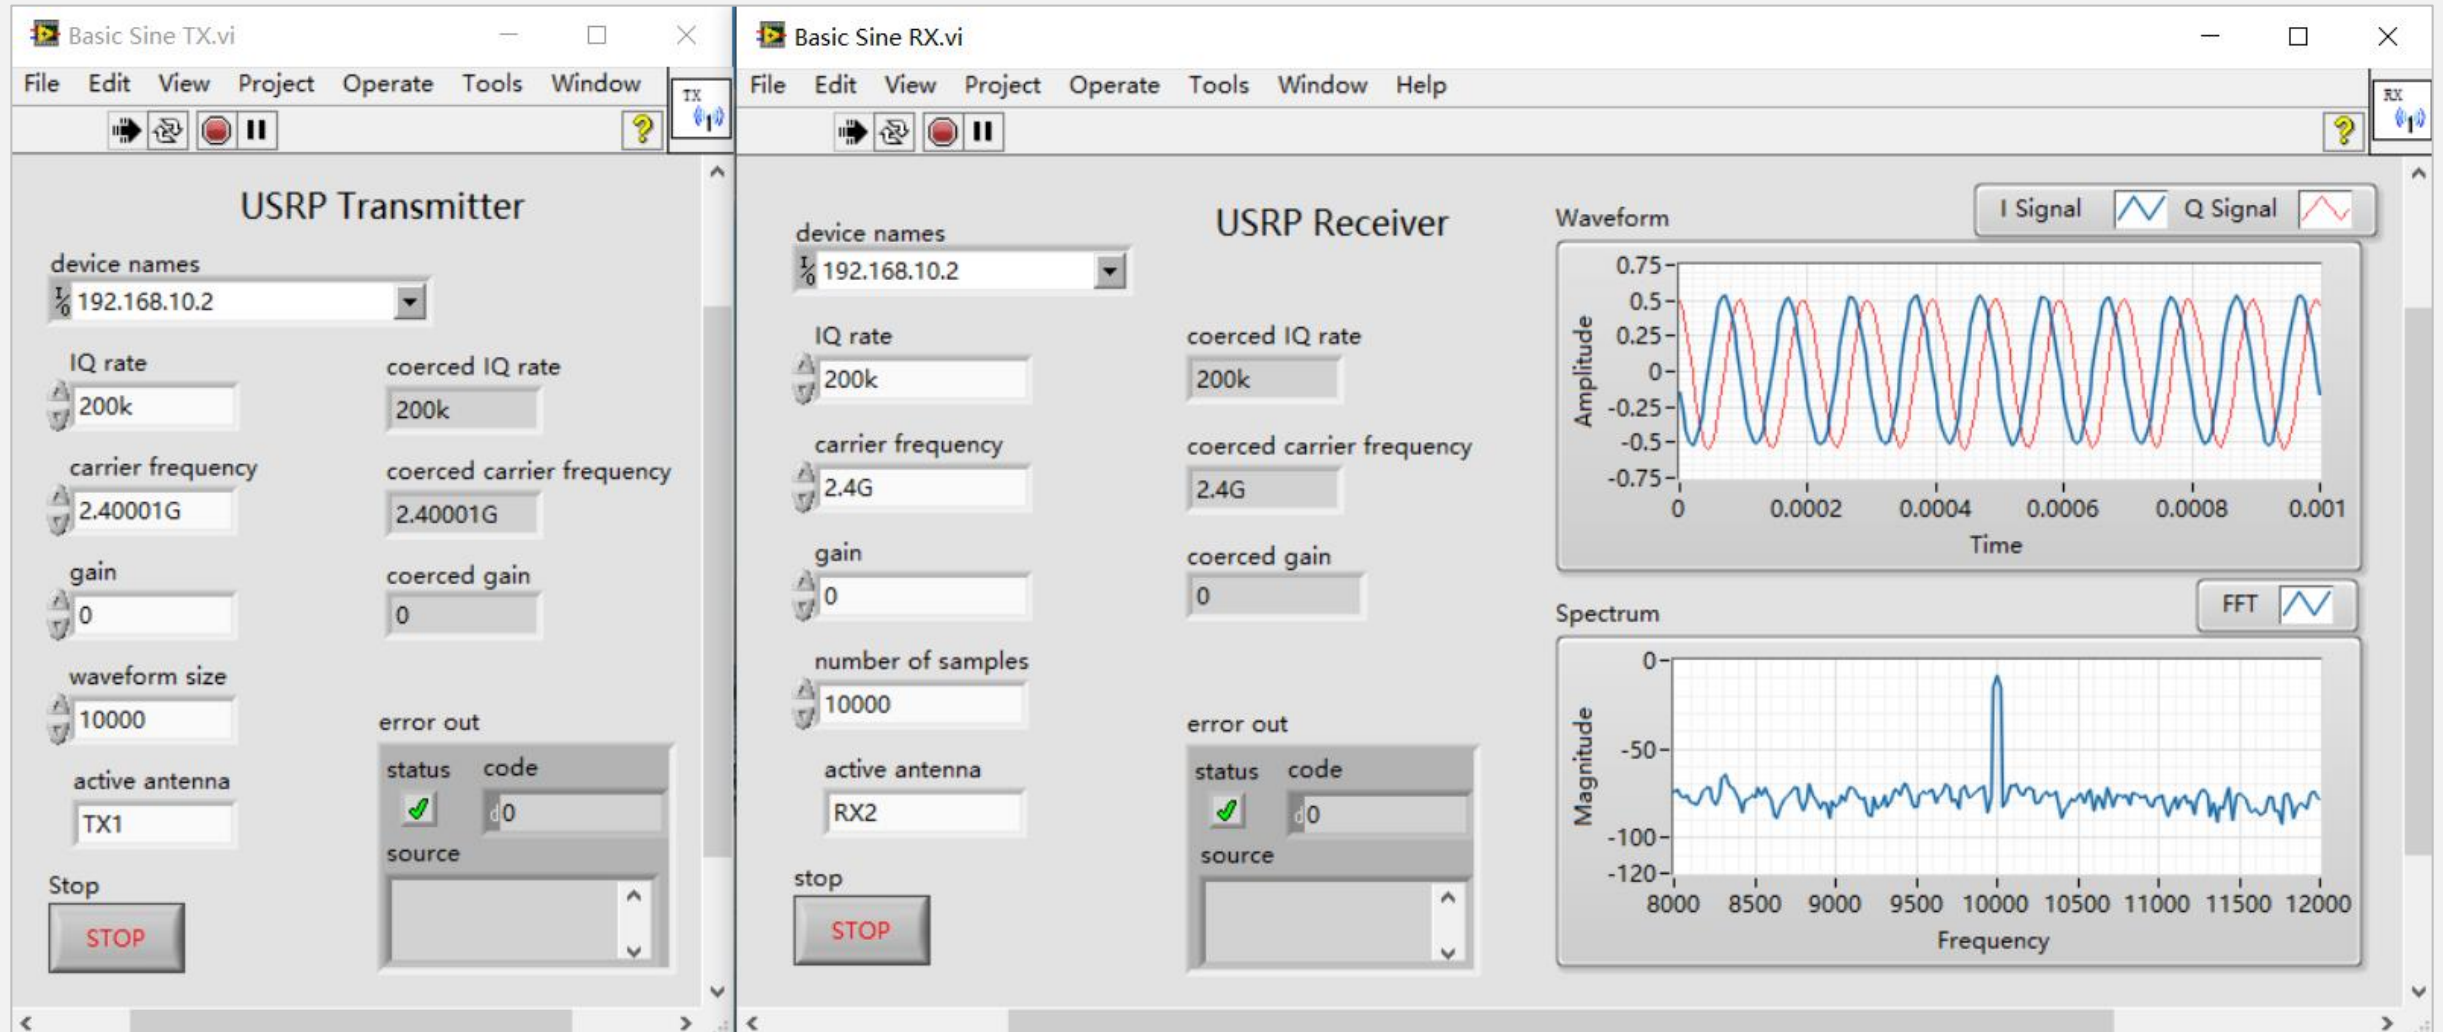 Basic Sine TX.vi
File Edit View Project Operate Tools Window
TX
USRP Transmitter
device names
192.168.10.2
IQ rate
200k
coerced IQ rate
200k
carrier frequency
2.40001G
coerced carrier frequency
2.40001G
gain
0
coerced gain
0
waveform size
10000
error out
status code
0
active antenna
TX1
source
Stop
STOP
Basic Sine RX.vi
File Edit View Project Operate Tools Window Help
RX
USRP Receiver
device names
192.168.10.2
IQ rate
200k
coerced IQ rate
200k
carrier frequency
2.4G
coerced carrier frequency
2.4G
gain
0
coerced gain
0
number of samples
10000
error out
status code
d0
active antenna
RX2
source
stop
STOP
Waveform
I Signal Q Signal
Amplitude
0.75
0.5
0.25
0
-0.25
-0.5
-0.75
0 0.0002 0.0004 0.0006 0.0008 0.001
Time
Spectrum
FFT
Magnitude
0
-50
-100
-120
8000 8500 9000 9500 10000 10500 11000 11500 12000
Frequency